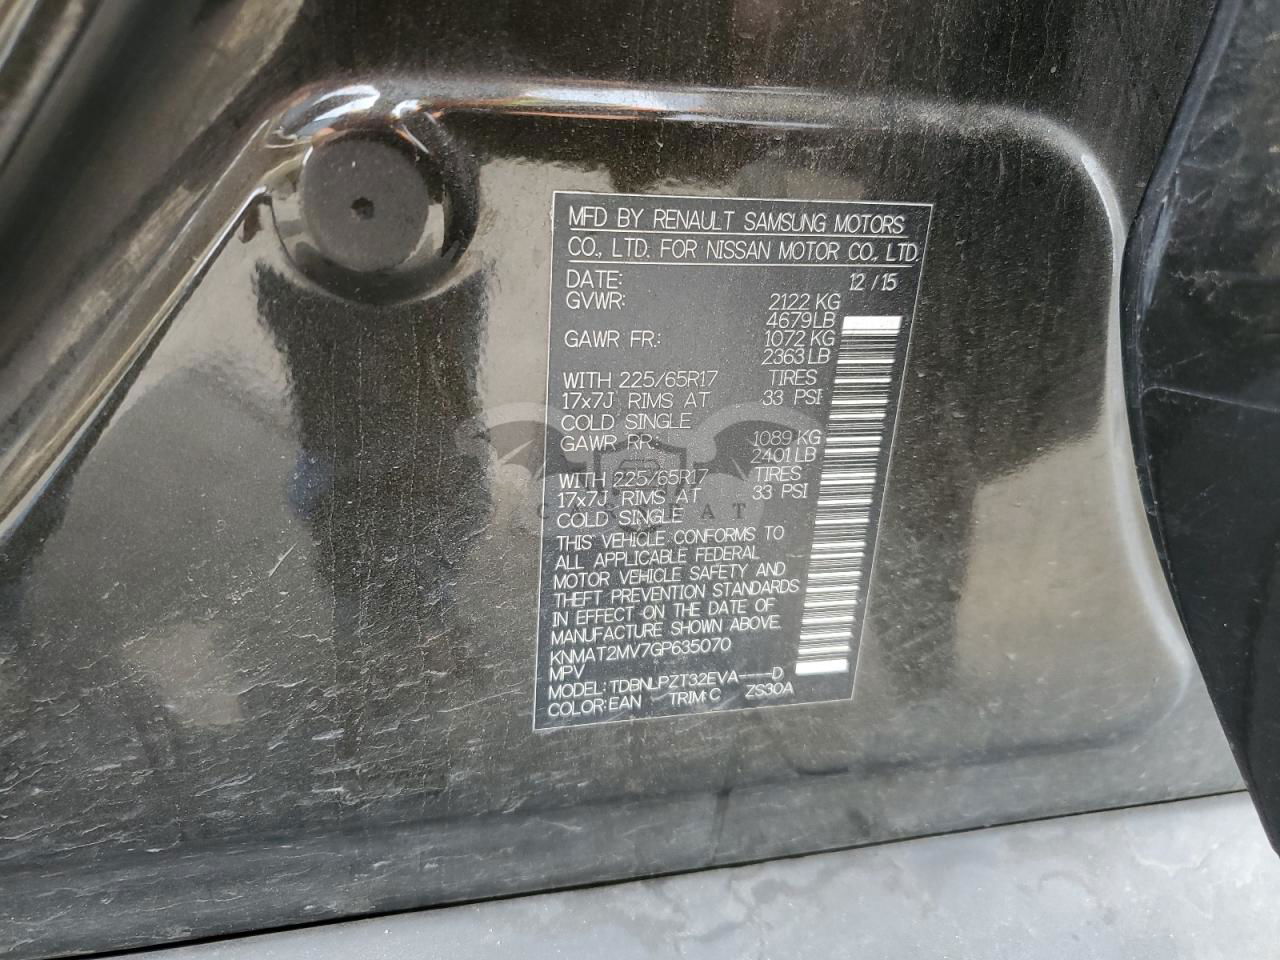 MFD BY RENAULT SAMSUNG MOTORS
CO., LTD. FOR NISSAN MOTOR CO., LTD.
DATE: 12 / 15
GVWR: 2122 KG
4679LB
GAWR FR: 1072 KG
2363LB
WITH 225/65R17 TIRES
17x7J RIMS AT 33 PSI
COLD SINGLE
GAWR RR: 1089 KG
2401LB
WITH 225/65R17 TIRES
17x7J RIMS AT 33 PSI
COLD SINGLE
THIS VEHICLE CONFORMS TO
ALL APPLICABLE FEDERAL
MOTOR VEHICLE SAFETY AND
THEFT PREVENTION STANDARDS
IN EFFECT ON THE DATE OF
MANUFACTURE SHOWN ABOVE.
KNMAT2MV7GP635070
MPV
MODEL: TDBNLPZT32EVA----D
COLOR:EAN TRIM:C ZS30A